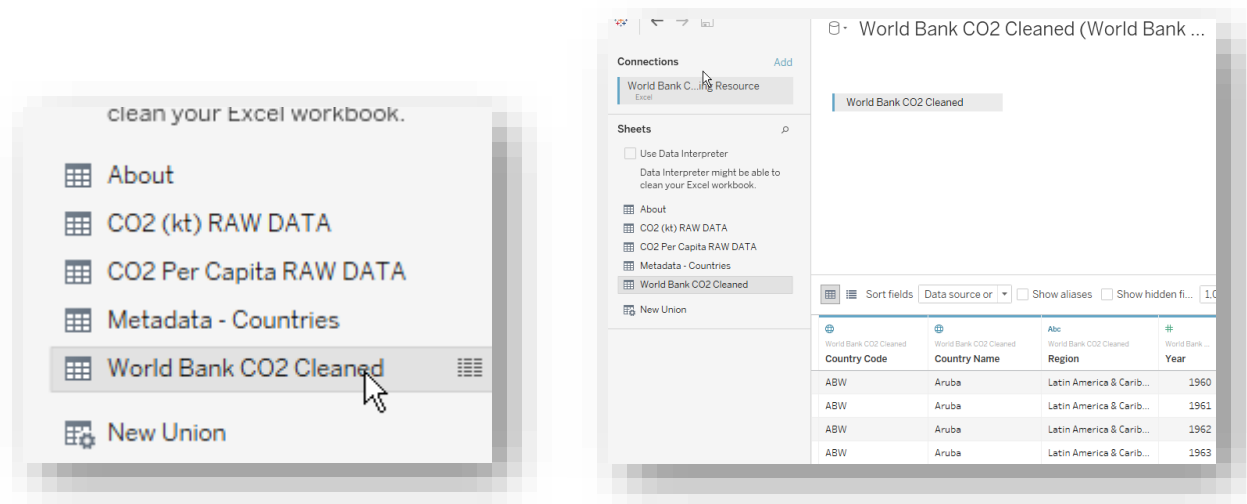 clean your Excel workbook.
About
CO2 (kt) RAW DATA
CO2 Per Capita RAW DATA
Metadata - Countries
World Bank CO2 Cleaned
New Union
World Bank CO2 Cleaned (World Bank ...
Connections Add
World Bank C...ing Resource
Excel
World Bank CO2 Cleaned
Sheets
Use Data Interpreter
Data Interpreter might be able to
clean your Excel workbook.
About
CO2 (kt) RAW DATA
CO2 Per Capita RAW DATA
Metadata - Countries
World Bank CO2 Cleaned
New Union
Sort fields Data source or Show aliases Show hidden fi... 1,0
Abc #
World Bank CO2 Cleaned World Bank CO2 Cleaned World Bank CO2 Cleaned World Bank ...
Country Code Country Name Region Year
ABW Aruba Latin America & Carib... 1960
ABW Aruba Latin America & Carib... 1961
ABW Aruba Latin America & Carib... 1962
ABW Aruba Latin America & Carib... 1963